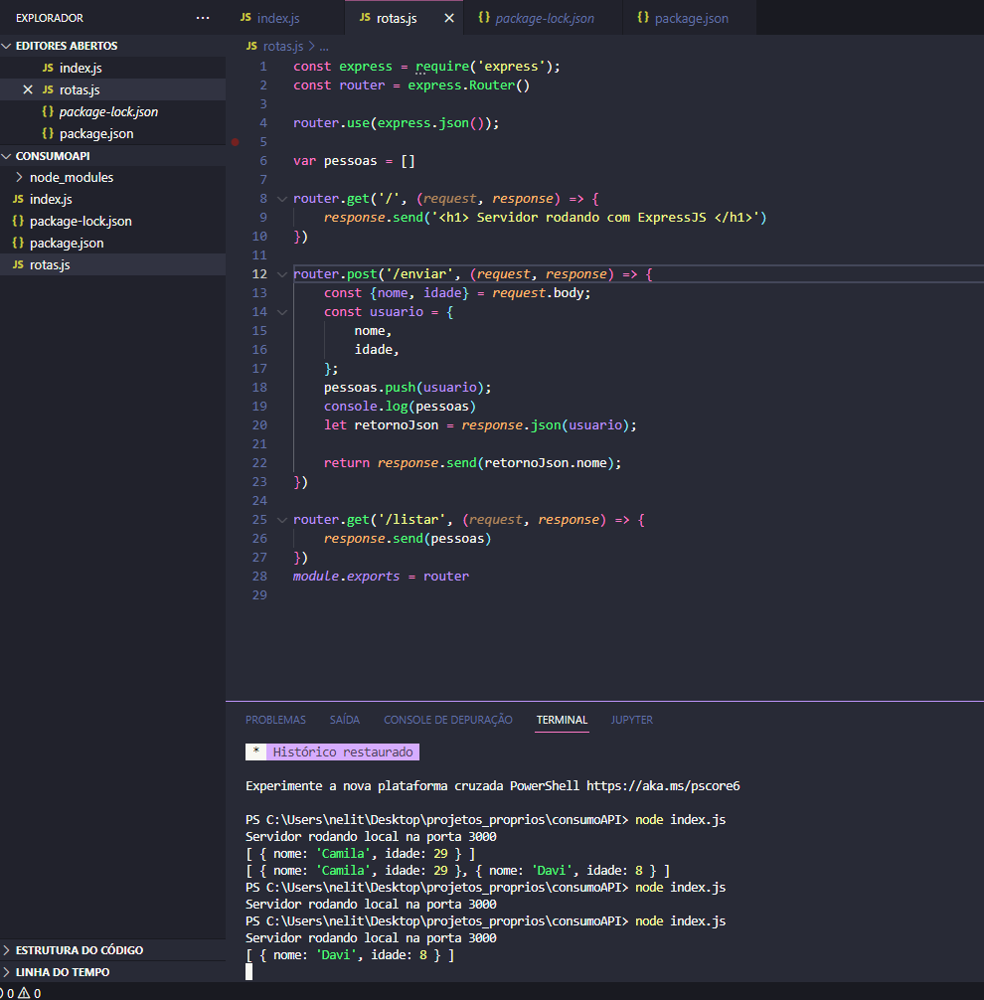 EXPLORADOR ...
JS index.js
JS rotas.js
{} package-lock.json
{} package.json
EDITORES ABERTOS
JS index.js
JS rotas.js
{} package-lock.json
{} package.json
CONSUMOAPI
node_modules
JS index.js
{} package-lock.json
{} package.json
JS rotas.js
JS rotas.js > ...
1 const express = require('express');
2 const router = express.Router()
3
4 router.use(express.json());
5
6 var pessoas = []
7
8 router.get('/', (request, response) => {
9 response.send('<h1> Servidor rodando com ExpressJS </h1>')
10 })
11
12 router.post('/enviar', (request, response) => {
13 const {nome, idade} = request.body;
14 const usuario = {
15 nome,
16 idade,
17 };
18 pessoas.push(usuario);
19 console.log(pessoas)
20 let retornoJson = response.json(usuario);
21
22 return response.send(retornoJson.nome);
23 })
24
25 router.get('/listar', (request, response) => {
26 response.send(pessoas)
27 })
28 module.exports = router
29
PROBLEMAS SAÍDA CONSOLE DE DEPURAÇÃO TERMINAL JUPYTER
* Histórico restaurado
Experimente a nova plataforma cruzada PowerShell https://aka.ms/pscore6
PS C:\Users\nelit\Desktop\projetos_proprios\consumoAPI> node index.js
Servidor rodando local na porta 3000
[ { nome: 'Camila', idade: 29 } ]
[ { nome: 'Camila', idade: 29 }, { nome: 'Davi', idade: 8 } ]
PS C:\Users\nelit\Desktop\projetos_proprios\consumoAPI> node index.js
Servidor rodando local na porta 3000
PS C:\Users\nelit\Desktop\projetos_proprios\consumoAPI> node index.js
Servidor rodando local na porta 3000
[ { nome: 'Davi', idade: 8 } ]
ESTRUTURA DO CÓDIGO
LINHA DO TEMPO
0 0